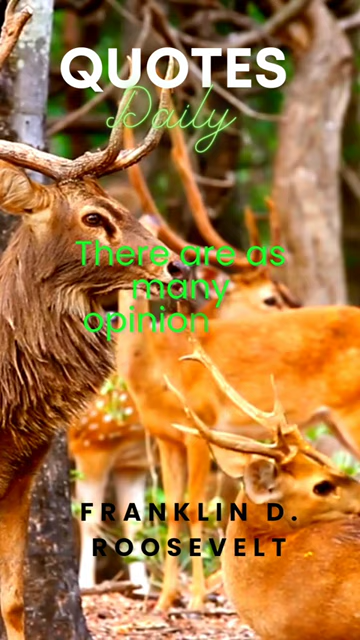 QUOTES
Daily
There are as
many
opinion
FRANKLIN D.
ROOSEVELT